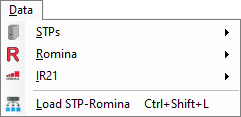 Data
STPs
Romina
IR21
Load STP-Romina Ctrl+Shift+L